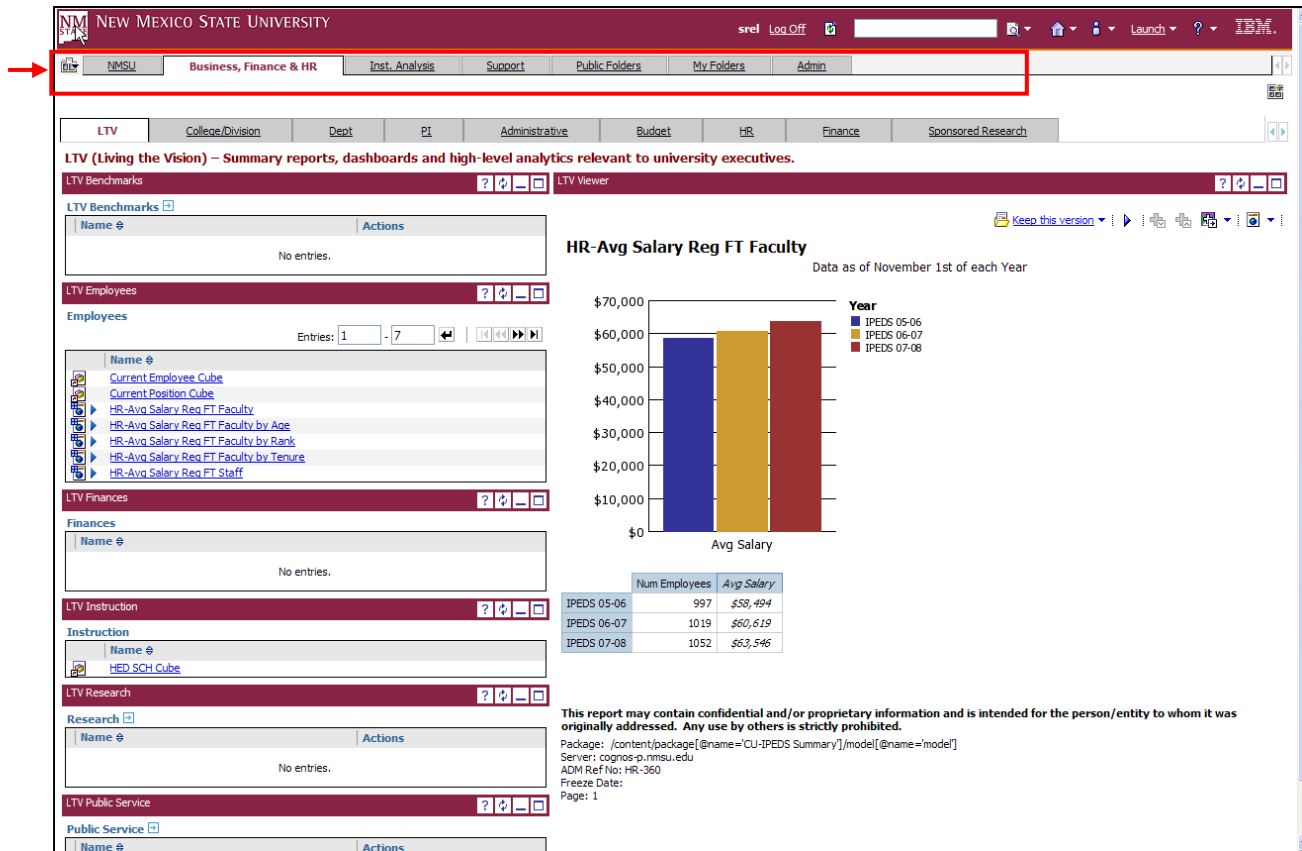 NM STATE NEW MEXICO STATE UNIVERSITY srel Log Off Launch ? IBM.
NMSU Business, Finance & HR Inst. Analysis Support Public Folders My Folders Admin
LTV College/Division Dept PI Administrative Budget HR Finance Sponsored Research
LTV (Living the Vision) – Summary reports, dashboards and high-level analytics relevant to university executives.
LTV Benchmarks ?
LTV Benchmarks
Name Actions
No entries.
LTV Employees ?
Employees
Entries: 1 - 7
Name
Current Employee Cube
Current Position Cube
HR-Avg Salary Reg FT Faculty
HR-Avg Salary Reg FT Faculty by Age
HR-Avg Salary Reg FT Faculty by Rank
HR-Avg Salary Reg FT Faculty by Tenure
HR-Avg Salary Reg FT Staff
LTV Finances ?
Finances
Name
No entries.
LTV Instruction ?
Instruction
Name
HED SCH Cube
LTV Research ?
Research
Name Actions
No entries.
LTV Public Service ?
Public Service
Name Actions
LTV Viewer ?
Keep this version
HR-Avg Salary Reg FT Faculty
Data as of November 1st of each Year
$70,000
$60,000
$50,000
$40,000
$30,000
$20,000
$10,000
$0
Avg Salary
Year
IPEDS 05-06
IPEDS 06-07
IPEDS 07-08
Num Employees Avg Salary
IPEDS 05-06 997 $58,494
IPEDS 06-07 1019 $60,619
IPEDS 07-08 1052 $63,546
This report may contain confidential and/or proprietary information and is intended for the person/entity to whom it was
originally addressed. Any use by others is strictly prohibited.
Package: /content/package[@name='CU-IPEDS Summary']/model[@name='model']
Server: cognos-p.nmsu.edu
ADM Ref No: HR-360
Freeze Date:
Page: 1